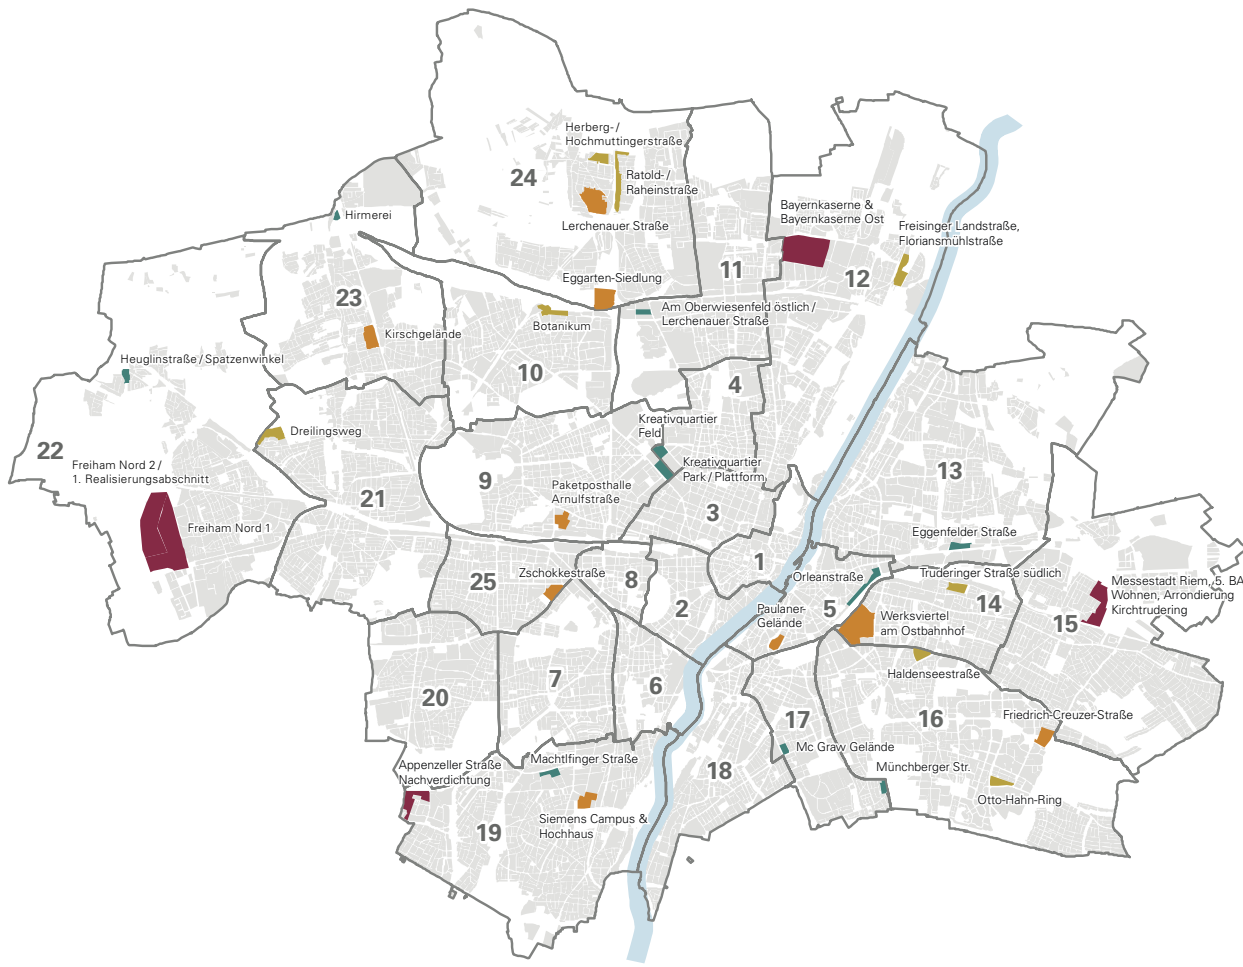 Herberg-/
Hochmuttingerstraße
24
Ratold-/
Raheinstraße
Hirmerei
Lerchenauer Straße
Bayernkaserne &
Bayernkaserne Ost
Freisinger Landstraße,
Floriansmühlstraße
11
12
Eggarten-Siedlung
23
Am Oberwiesenfeld östlich /
Lerchenauer Straße
Botanikum
Kirschgelände
Heuglinstraße / Spatzenwinkel
10
4
Kreativquartier
Feld
Dreilingsweg
22
Freiham Nord 2 /
1. Realisierungsabschnitt
Kreativquartier
Park / Plattform
13
9
Paketposthalle
Arnulfstraße
21
3
Freiham Nord 1
Eggenfelder Straße
1
Zschokkestraße
25
8
Orleanstraße
Truderinger Straße südlich
Messestadt Riem, 5. BA
Wohnen, Arrondierung
Kirchtrudering
2
Paulaner-
Gelände
5
14
Werksviertel
am Ostbahnhof
15
Haldenseestraße
7
6
20
17
16
Friedrich-Creuzer-Straße
Mc Graw Gelände
Appenzeller Straße
Nachverdichtung
Machtlfinger Straße
18
Münchberger Str.
Otto-Hahn-Ring
Siemens Campus &
Hochhaus
19